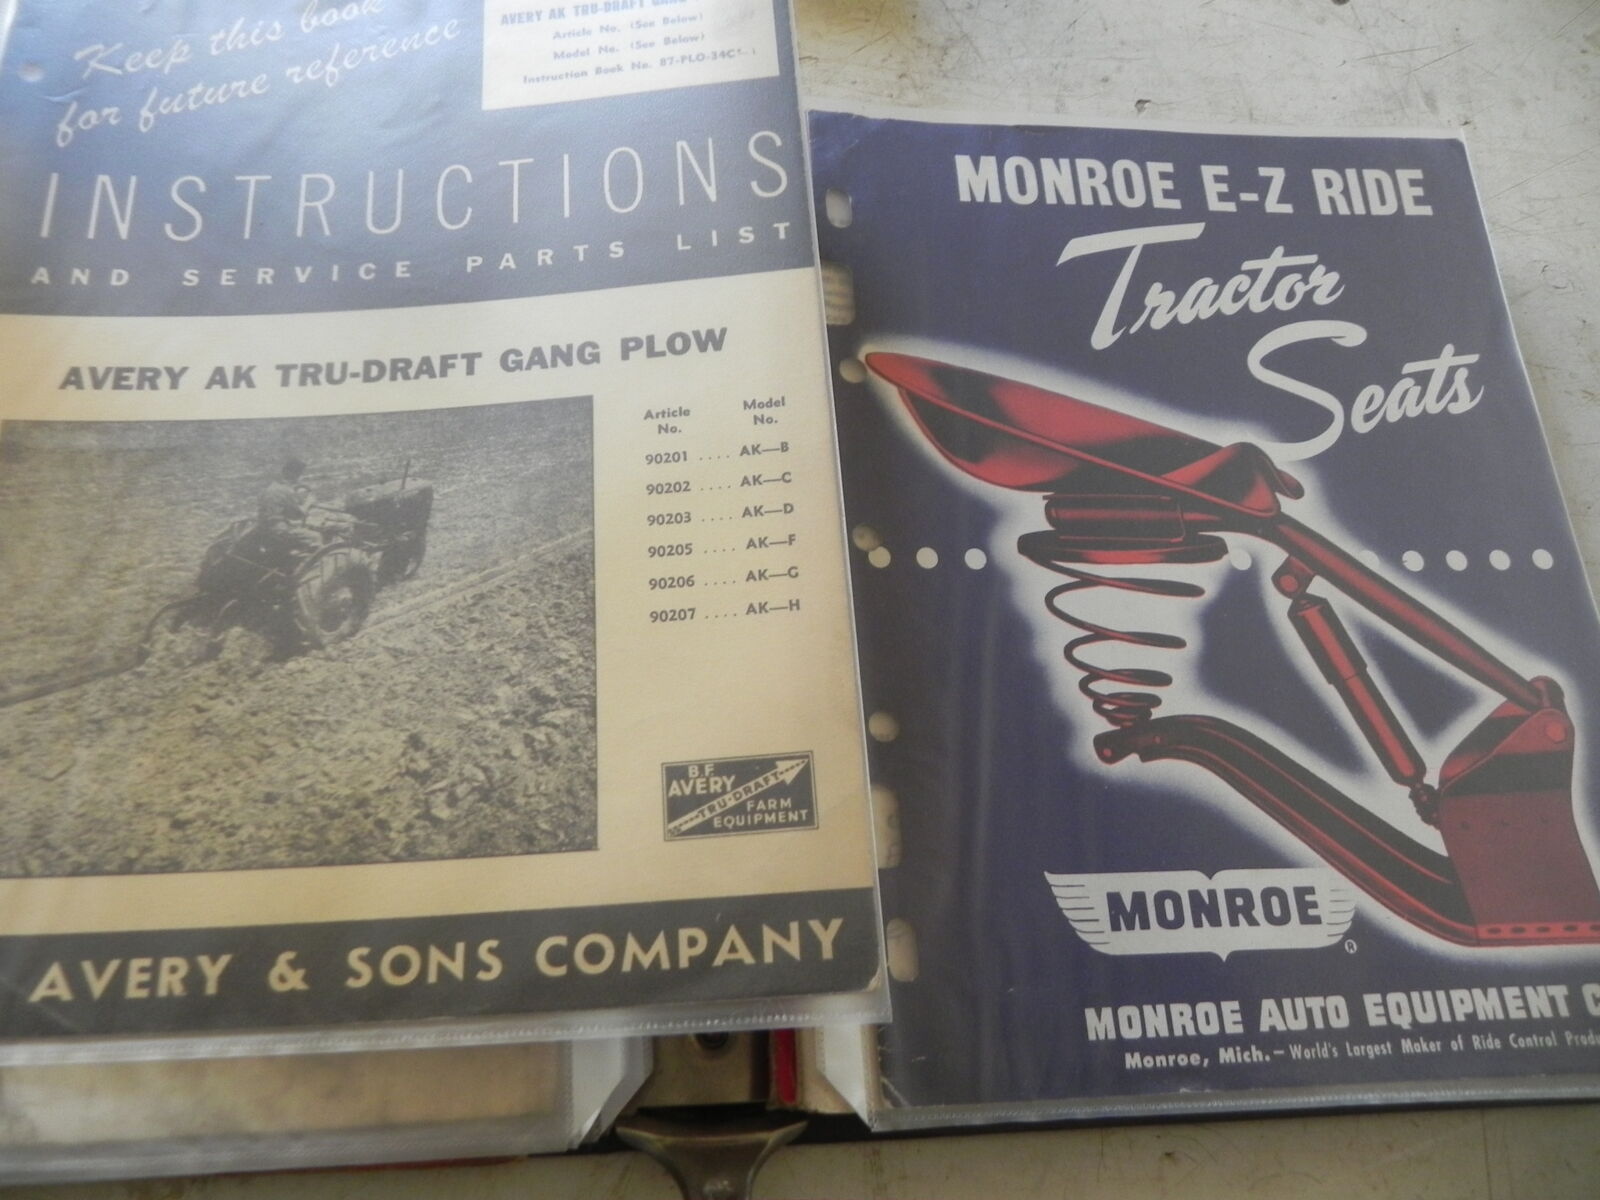 Keep this book
for future reference
AVERY AK TRU-DRAFT GANG
Article No. (See Below)
Model No. (See Below)
Instruction Book No. 87-PLO-34C
INSTRUCTIONS
AND SERVICE PARTS LIST
AVERY AK TRU-DRAFT GANG PLOW
Article No. Model No.
90201 .... AK—B
90202 .... AK—C
90203 .... AK—D
90205 .... AK—F
90206 .... AK—G
90207 .... AK—H
B.F.
AVERY
TRU-DRAFT
FARM
EQUIPMENT
AVERY & SONS COMPANY
MONROE E-Z RIDE
Tractor
Seats
MONROE
®
MONROE AUTO EQUIPMENT C
Monroe, Mich.—World's Largest Maker of Ride Control Produ